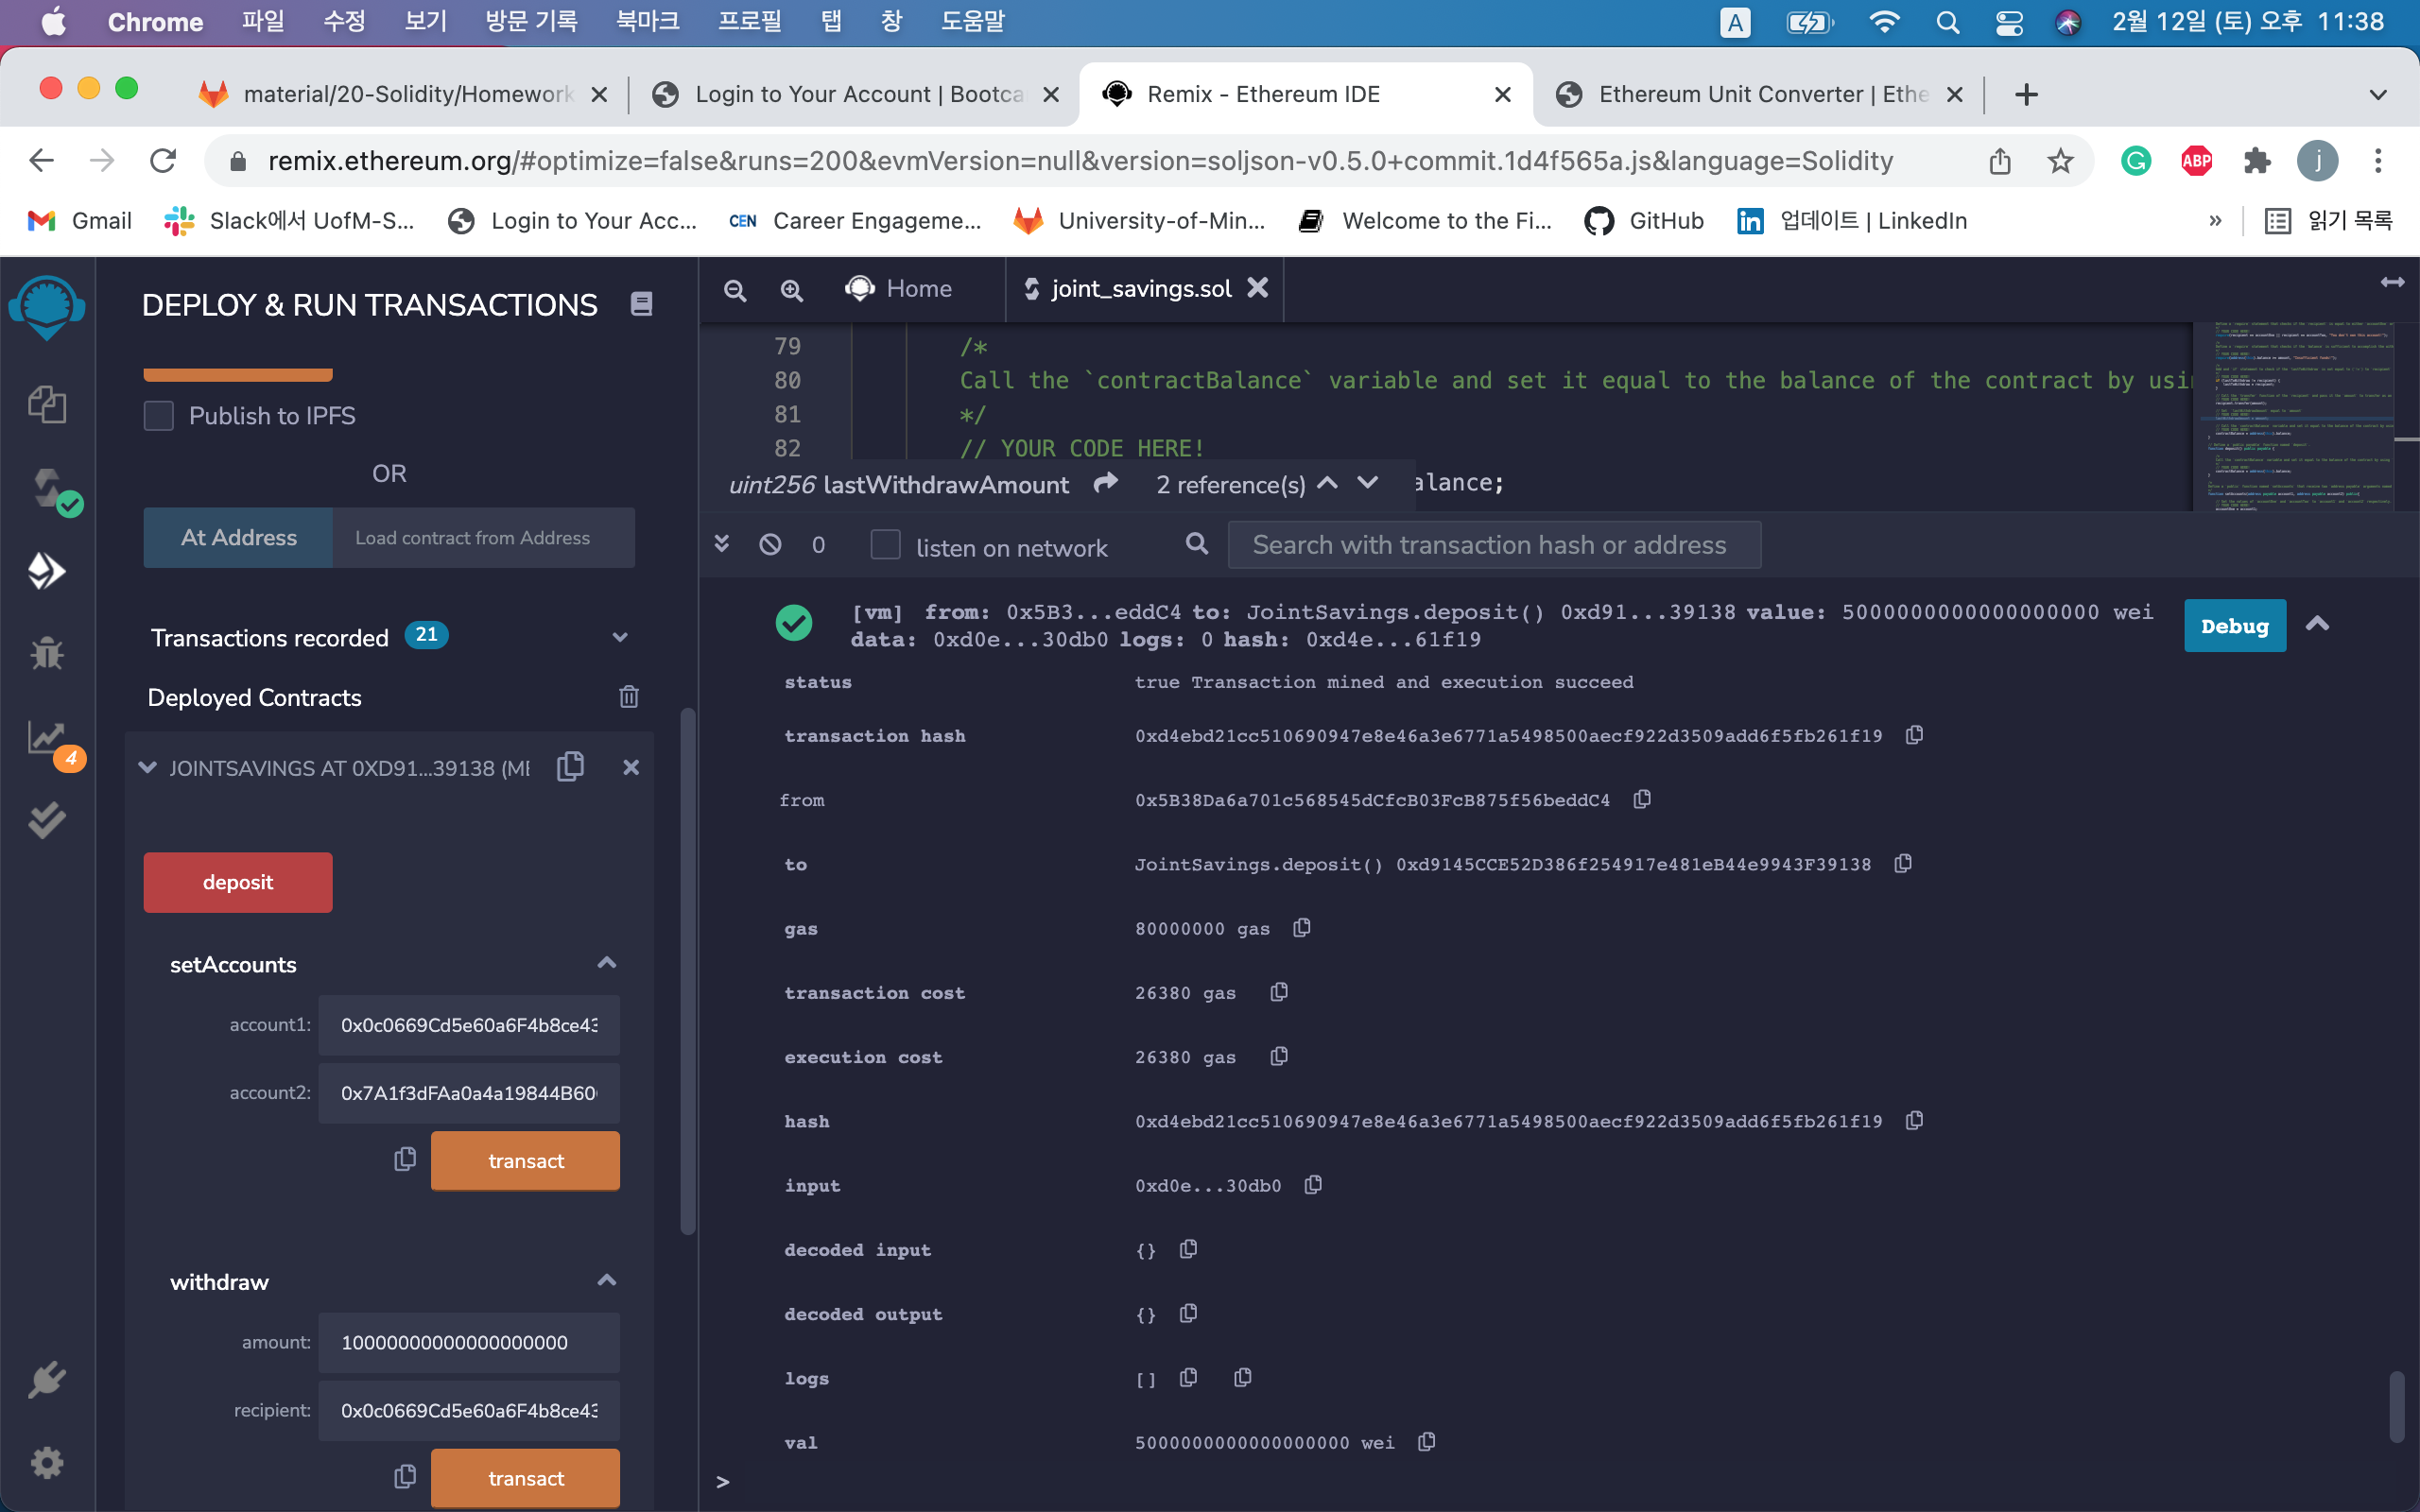 Chrome 파일 수정 보기 방문 기록 북마크 프로필 탭 창 도움말 A 2월 12일 (토) 오후 11:38
material/20-Solidity/Homework Login to Your Account | Bootca Remix - Ethereum IDE Ethereum Unit Converter | Ethe
remix.ethereum.org/#optimize=false&runs=200&evmVersion=null&version=soljson-v0.5.0+commit.1d4f565a.js&language=Solidity ABP j
Gmail Slack에서 UofM-S... Login to Your Acc... CEN Career Engageme... University-of-Min... Welcome to the Fi... GitHub 업데이트 | LinkedIn » 읽기 목록
DEPLOY & RUN TRANSACTIONS
Publish to IPFS
OR
At Address Load contract from Address
Transactions recorded 21
Deployed Contracts
JOINTSAVINGS AT 0XD91...39138 (ME
4
deposit
setAccounts
account1: 0x0c0669Cd5e60a6F4b8ce43
account2: 0x7A1f3dFAa0a4a19844B60
transact
withdraw
amount: 10000000000000000000
recipient: 0x0c0669Cd5e60a6F4b8ce43
transact
Home joint_savings.sol
79 /*
80 Call the `contractBalance` variable and set it equal to the balance of the contract by usi
81 */
82 // YOUR CODE HERE!
uint256 lastWithdrawAmount 2 reference(s) alance;
0 listen on network Search with transaction hash or address
[vm] from: 0x5B3...eddC4 to: JointSavings.deposit() 0xd91...39138 value: 5000000000000000000 wei
data: 0xd0e...30db0 logs: 0 hash: 0xd4e...61f19
Debug
status true Transaction mined and execution succeed
transaction hash 0xd4ebd21cc510690947e8e46a3e6771a5498500aecf922d3509add6f5fb261f19
from 0x5B38Da6a701c568545dCfcB03FcB875f56beddC4
to JointSavings.deposit() 0xd9145CCE52D386f254917e481eB44e9943F39138
gas 80000000 gas
transaction cost 26380 gas
execution cost 26380 gas
hash 0xd4ebd21cc510690947e8e46a3e6771a5498500aecf922d3509add6f5fb261f19
input 0xd0e...30db0
decoded input {}
decoded output {}
logs []
val 5000000000000000000 wei
>